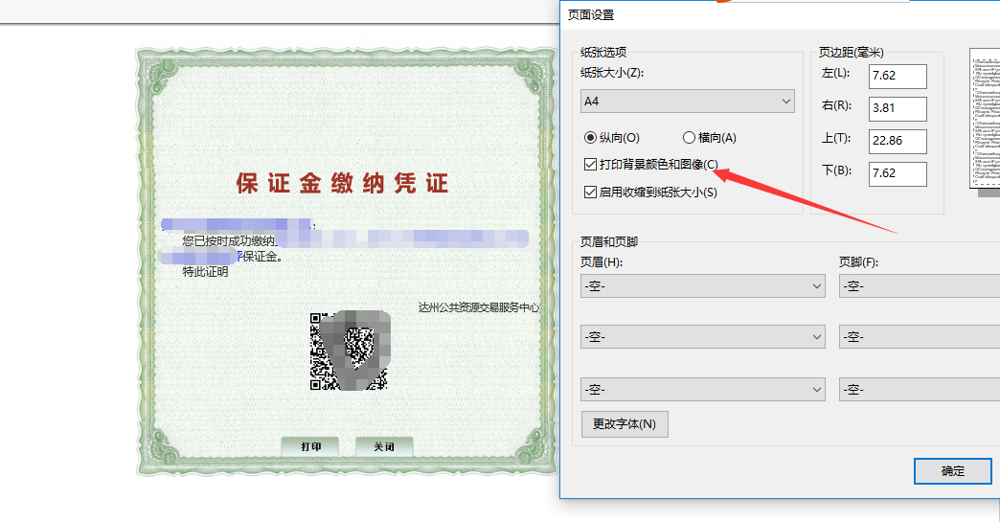 保证金缴纳凭证
：
您已按时成功缴纳
保证金。
特此证明
达州公共资源交易服务中心
打印
关闭
页面设置
纸张选项
纸张大小(Z):
A4
纵向(O)
横向(A)
打印背景颜色和图像(C)
启用收缩到纸张大小(S)
页边距(毫米)
左(L):
7.62
右(R):
3.81
上(T):
22.86
下(B):
7.62
页眉和页脚
页眉(H):
页脚(F):
-空-
-空-
-空-
-空-
-空-
-空-
更改字体(N)
确定